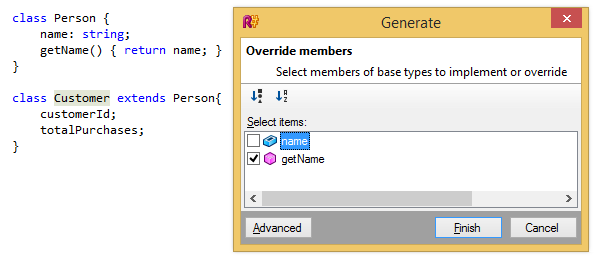 class Person {
    name: string;
    getName() { return name; }
}
class Customer extends Person{
    customerId;
    totalPurchases;
}
R#
Generate
Override members
Select members of base types to implement or override
Select items:
name
getName
Advanced
Finish
Cancel